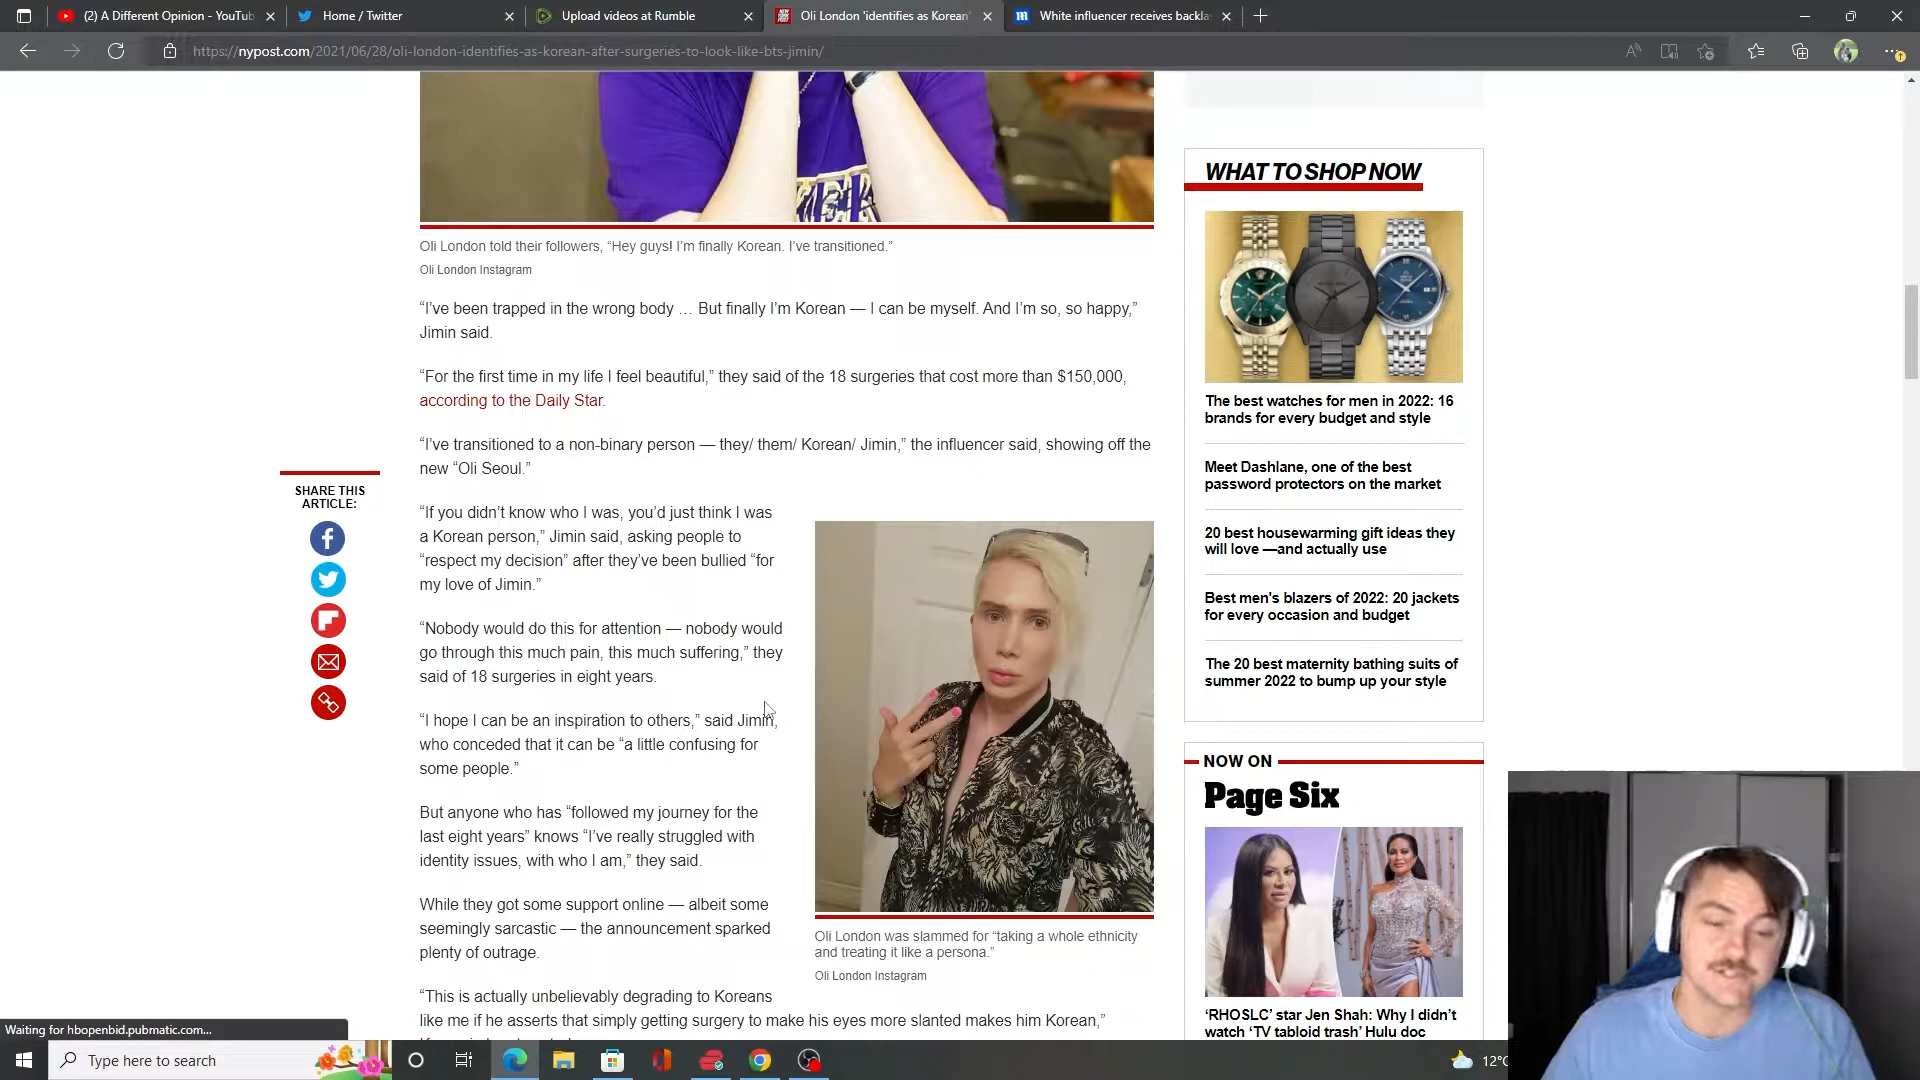 (2) A Different Opinion - YouTub
Home / Twitter
Upload videos at Rumble
Oli London 'identifies as Korean'
White influencer receives backla
https://nypost.com/2021/06/28/oli-london-identifies-as-korean-after-surgeries-to-look-like-bts-jimin/
Oli London told their followers, “Hey guys! I’m finally Korean. I’ve transitioned.”
Oli London Instagram
“I’ve been trapped in the wrong body … But finally I’m Korean — I can be myself. And I’m so, so happy,”
Jimin said.
“For the first time in my life I feel beautiful,” they said of the 18 surgeries that cost more than $150,000,
according to the Daily Star.
“I’ve transitioned to a non-binary person — they/ them/ Korean/ Jimin,” the influencer said, showing off the
new “Oli Seoul.”
SHARE THIS
ARTICLE:
“If you didn’t know who I was, you’d just think I was
a Korean person,” Jimin said, asking people to
“respect my decision” after they’ve been bullied “for
my love of Jimin.”
“Nobody would do this for attention — nobody would
go through this much pain, this much suffering,” they
said of 18 surgeries in eight years.
“I hope I can be an inspiration to others,” said Jimin,
who conceded that it can be “a little confusing for
some people.”
But anyone who has “followed my journey for the
last eight years” knows “I’ve really struggled with
identity issues, with who I am,” they said.
While they got some support online — albeit some
seemingly sarcastic — the announcement sparked
plenty of outrage.
Oli London was slammed for “taking a whole ethnicity
and treating it like a persona.”
Oli London Instagram
“This is actually unbelievably degrading to Koreans
like me if he asserts that simply getting surgery to make his eyes more slanted makes him Korean,”
WHAT TO SHOP NOW
The best watches for men in 2022: 16
brands for every budget and style
Meet Dashlane, one of the best
password protectors on the market
20 best housewarming gift ideas they
will love —and actually use
Best men's blazers of 2022: 20 jackets
for every occasion and budget
The 20 best maternity bathing suits of
summer 2022 to bump up your style
NOW ON
Page Six
‘RHOSLC’ star Jen Shah: Why I didn’t
watch ‘TV tabloid trash’ Hulu doc
Waiting for hbopenbid.pubmatic.com...
Type here to search
12°C